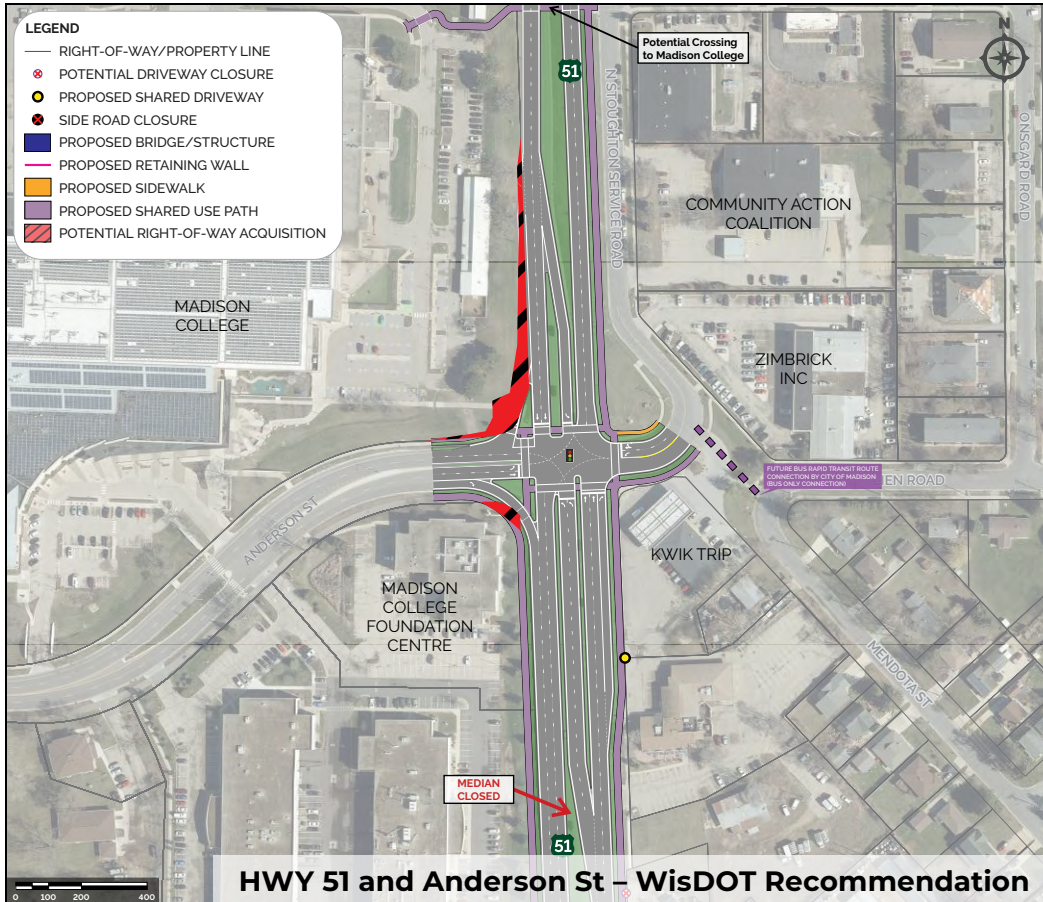 LEGEND
RIGHT-OF-WAY/PROPERTY LINE
POTENTIAL DRIVEWAY CLOSURE
PROPOSED SHARED DRIVEWAY
SIDE ROAD CLOSURE
PROPOSED BRIDGE/STRUCTURE
PROPOSED RETAINING WALL
PROPOSED SIDEWALK
PROPOSED SHARED USE PATH
POTENTIAL RIGHT-OF-WAY ACQUISITION
Potential Crossing
to Madison College
51
N
N STOUGHTON SERVICE ROAD
ONSGARD ROAD
COMMUNITY ACTION
COALITION
MADISON
COLLEGE
ZIMBRICK
INC
FUTURE BUS RAPID TRANSIT ROUTE
CONNECTION BY CITY OF MADISON
(BUS ONLY CONNECTION)
EN ROAD
ANDERSON ST
KWIK TRIP
MADISON
COLLEGE
FOUNDATION
CENTRE
MENDOTA ST
MEDIAN
CLOSED
51
HWY 51 and Anderson St – WisDOT Recommendation
0 100 200 400